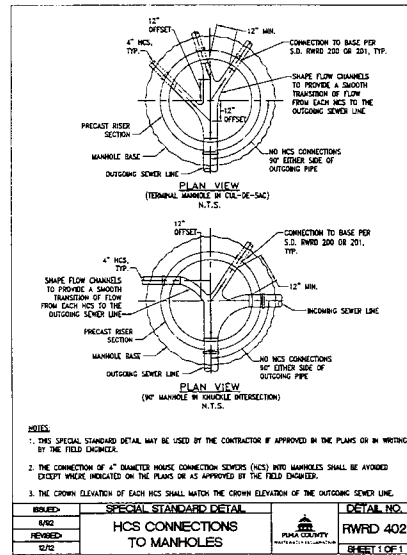 12" OFFSET
12" MIN.
4" HCS, TYP.
CONNECTION TO BASE PER S.D. RWRD 200 OR 201, TYP.
SHAPE FLOW CHANNELS TO PROVIDE A SMOOTH TRANSITION OF FLOW FROM EACH HCS TO THE OUTGOING SEWER LINE
12" OFFSET
PRECAST RISER SECTION
MANHOLE BASE
NO HCS CONNECTIONS 90° EITHER SIDE OF OUTGOING PIPE
OUTGOING SEWER LINE
PLAN VIEW
(TERMINAL MANHOLE IN CUL-DE-SAC)
N.T.S.
12" OFFSET
CONNECTION TO BASE PER S.D. RWRD 200 OR 201, TYP.
4" HCS, TYP.
SHAPE FLOW CHANNELS TO PROVIDE A SMOOTH TRANSITION OF FLOW FROM EACH HCS TO THE OUTGOING SEWER LINE
12" MIN.
INCOMING SEWER LINE
PRECAST RISER SECTION
MANHOLE BASE
NO HCS CONNECTIONS 90° EITHER SIDE OF OUTGOING PIPE
OUTGOING SEWER LINE
PLAN VIEW
(90° MANHOLE IN KNUCKLE INTERSECTION)
N.T.S.
NOTES:
1. THIS SPECIAL STANDARD DETAIL MAY BE USED BY THE CONTRACTOR IF APPROVED IN THE PLANS OR IN WRITING
BY THE FIELD ENGINEER.
2. THE CONNECTION OF 4" DIAMETER HOUSE CONNECTION SEWERS (HCS) INTO MANHOLES SHALL BE AVOIDED
EXCEPT WHERE INDICATED ON THE PLANS OR AS APPROVED BY THE FIELD ENGINEER.
3. THE CROWN ELEVATION OF EACH HCS SHALL MATCH THE CROWN ELEVATION OF THE OUTGOING SEWER LINE.
ISSUED>
6/92
REVISED>
12/12
SPECIAL STANDARD DETAIL
HCS CONNECTIONS
TO MANHOLES
PIMA COUNTY
DETAIL NO.
RWRD 402
SHEET 1 OF 1